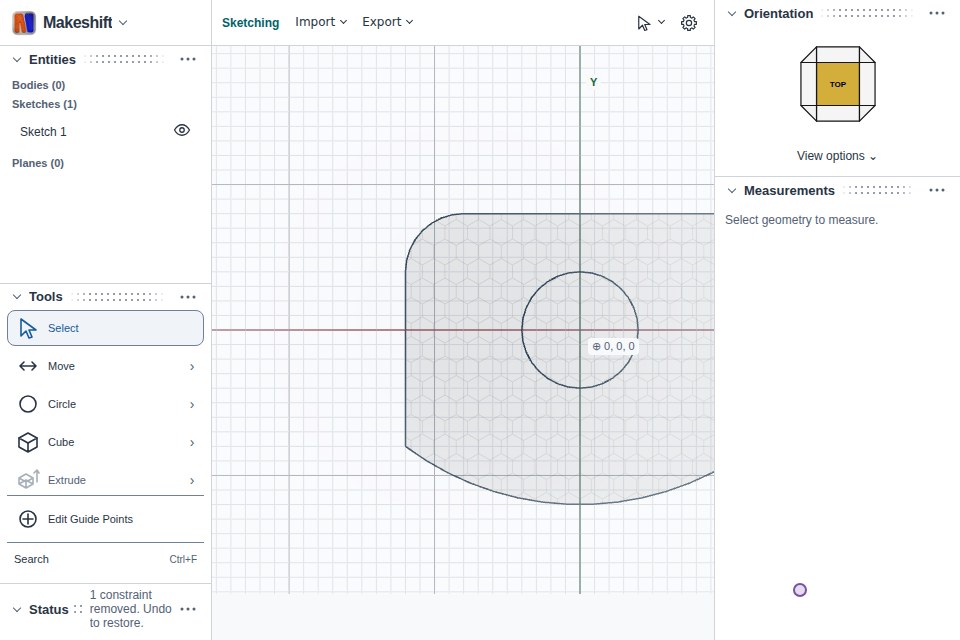 Makeshift
Sketching
Import
Export
Orientation
Entities
Bodies (0)
Sketches (1)
Sketch 1
Planes (0)
Y
TOP
View options
Measurements
Select geometry to measure.
Tools
Select
Move
Circle
Cube
Extrude
Edit Guide Points
Search Ctrl+F
⊕ 0, 0, 0
Status
1 constraint
removed. Undo
to restore.